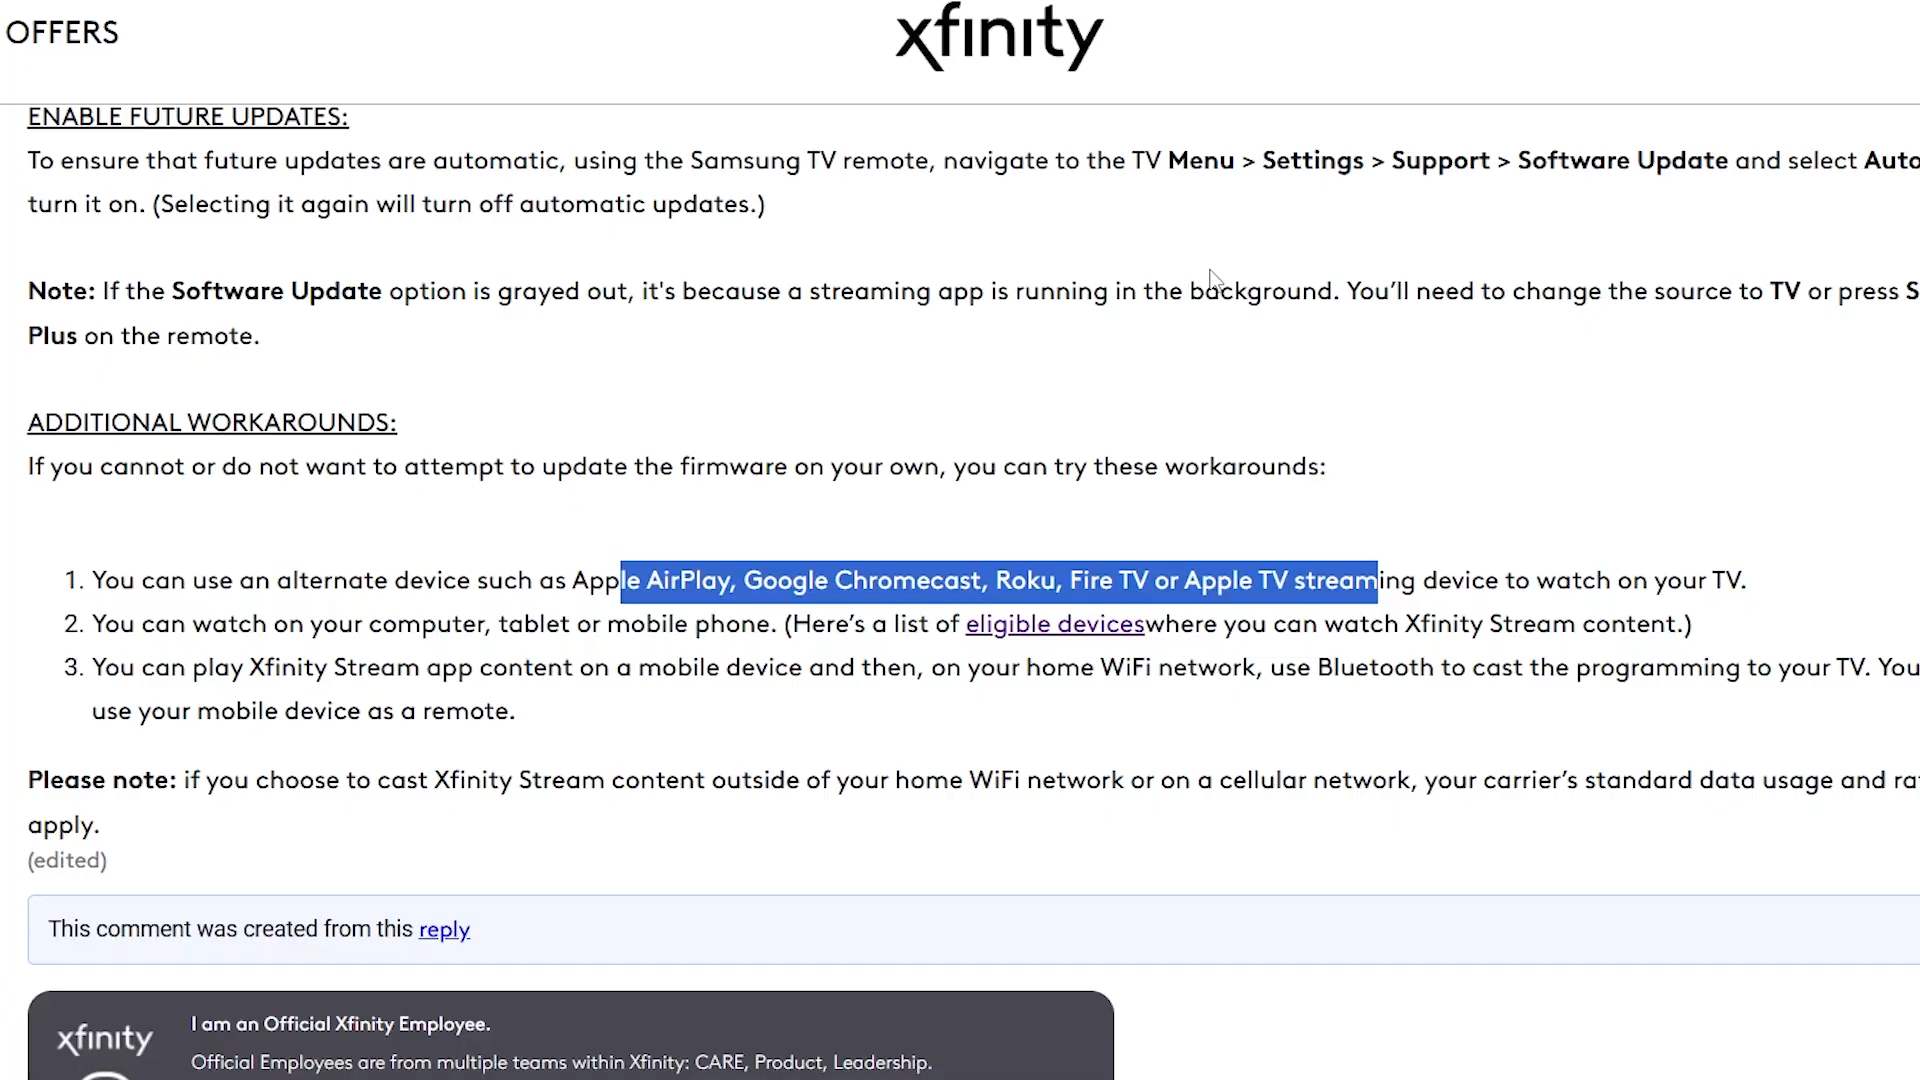 OFFERS
xfinity
ENABLE FUTURE UPDATES:
To ensure that future updates are automatic, using the Samsung TV remote, navigate to the TV Menu > Settings > Support > Software Update and select Auto
turn it on. (Selecting it again will turn off automatic updates.)
Note: If the Software Update option is grayed out, it's because a streaming app is running in the background. You’ll need to change the source to TV or press S
Plus on the remote.
ADDITIONAL WORKAROUNDS:
If you cannot or do not want to attempt to update the firmware on your own, you can try these workarounds:
1. You can use an alternate device such as Apple AirPlay, Google Chromecast, Roku, Fire TV or Apple TV streaming device to watch on your TV.
2. You can watch on your computer, tablet or mobile phone. (Here’s a list of eligible deviceswhere you can watch Xfinity Stream content.)
3. You can play Xfinity Stream app content on a mobile device and then, on your home WiFi network, use Bluetooth to cast the programming to your TV. You
use your mobile device as a remote.
Please note: if you choose to cast Xfinity Stream content outside of your home WiFi network or on a cellular network, your carrier’s standard data usage and ra
apply.
(edited)
This comment was created from this reply
xfinity
I am an Official Xfinity Employee.
Official Employees are from multiple teams within Xfinity: CARE, Product, Leadership.